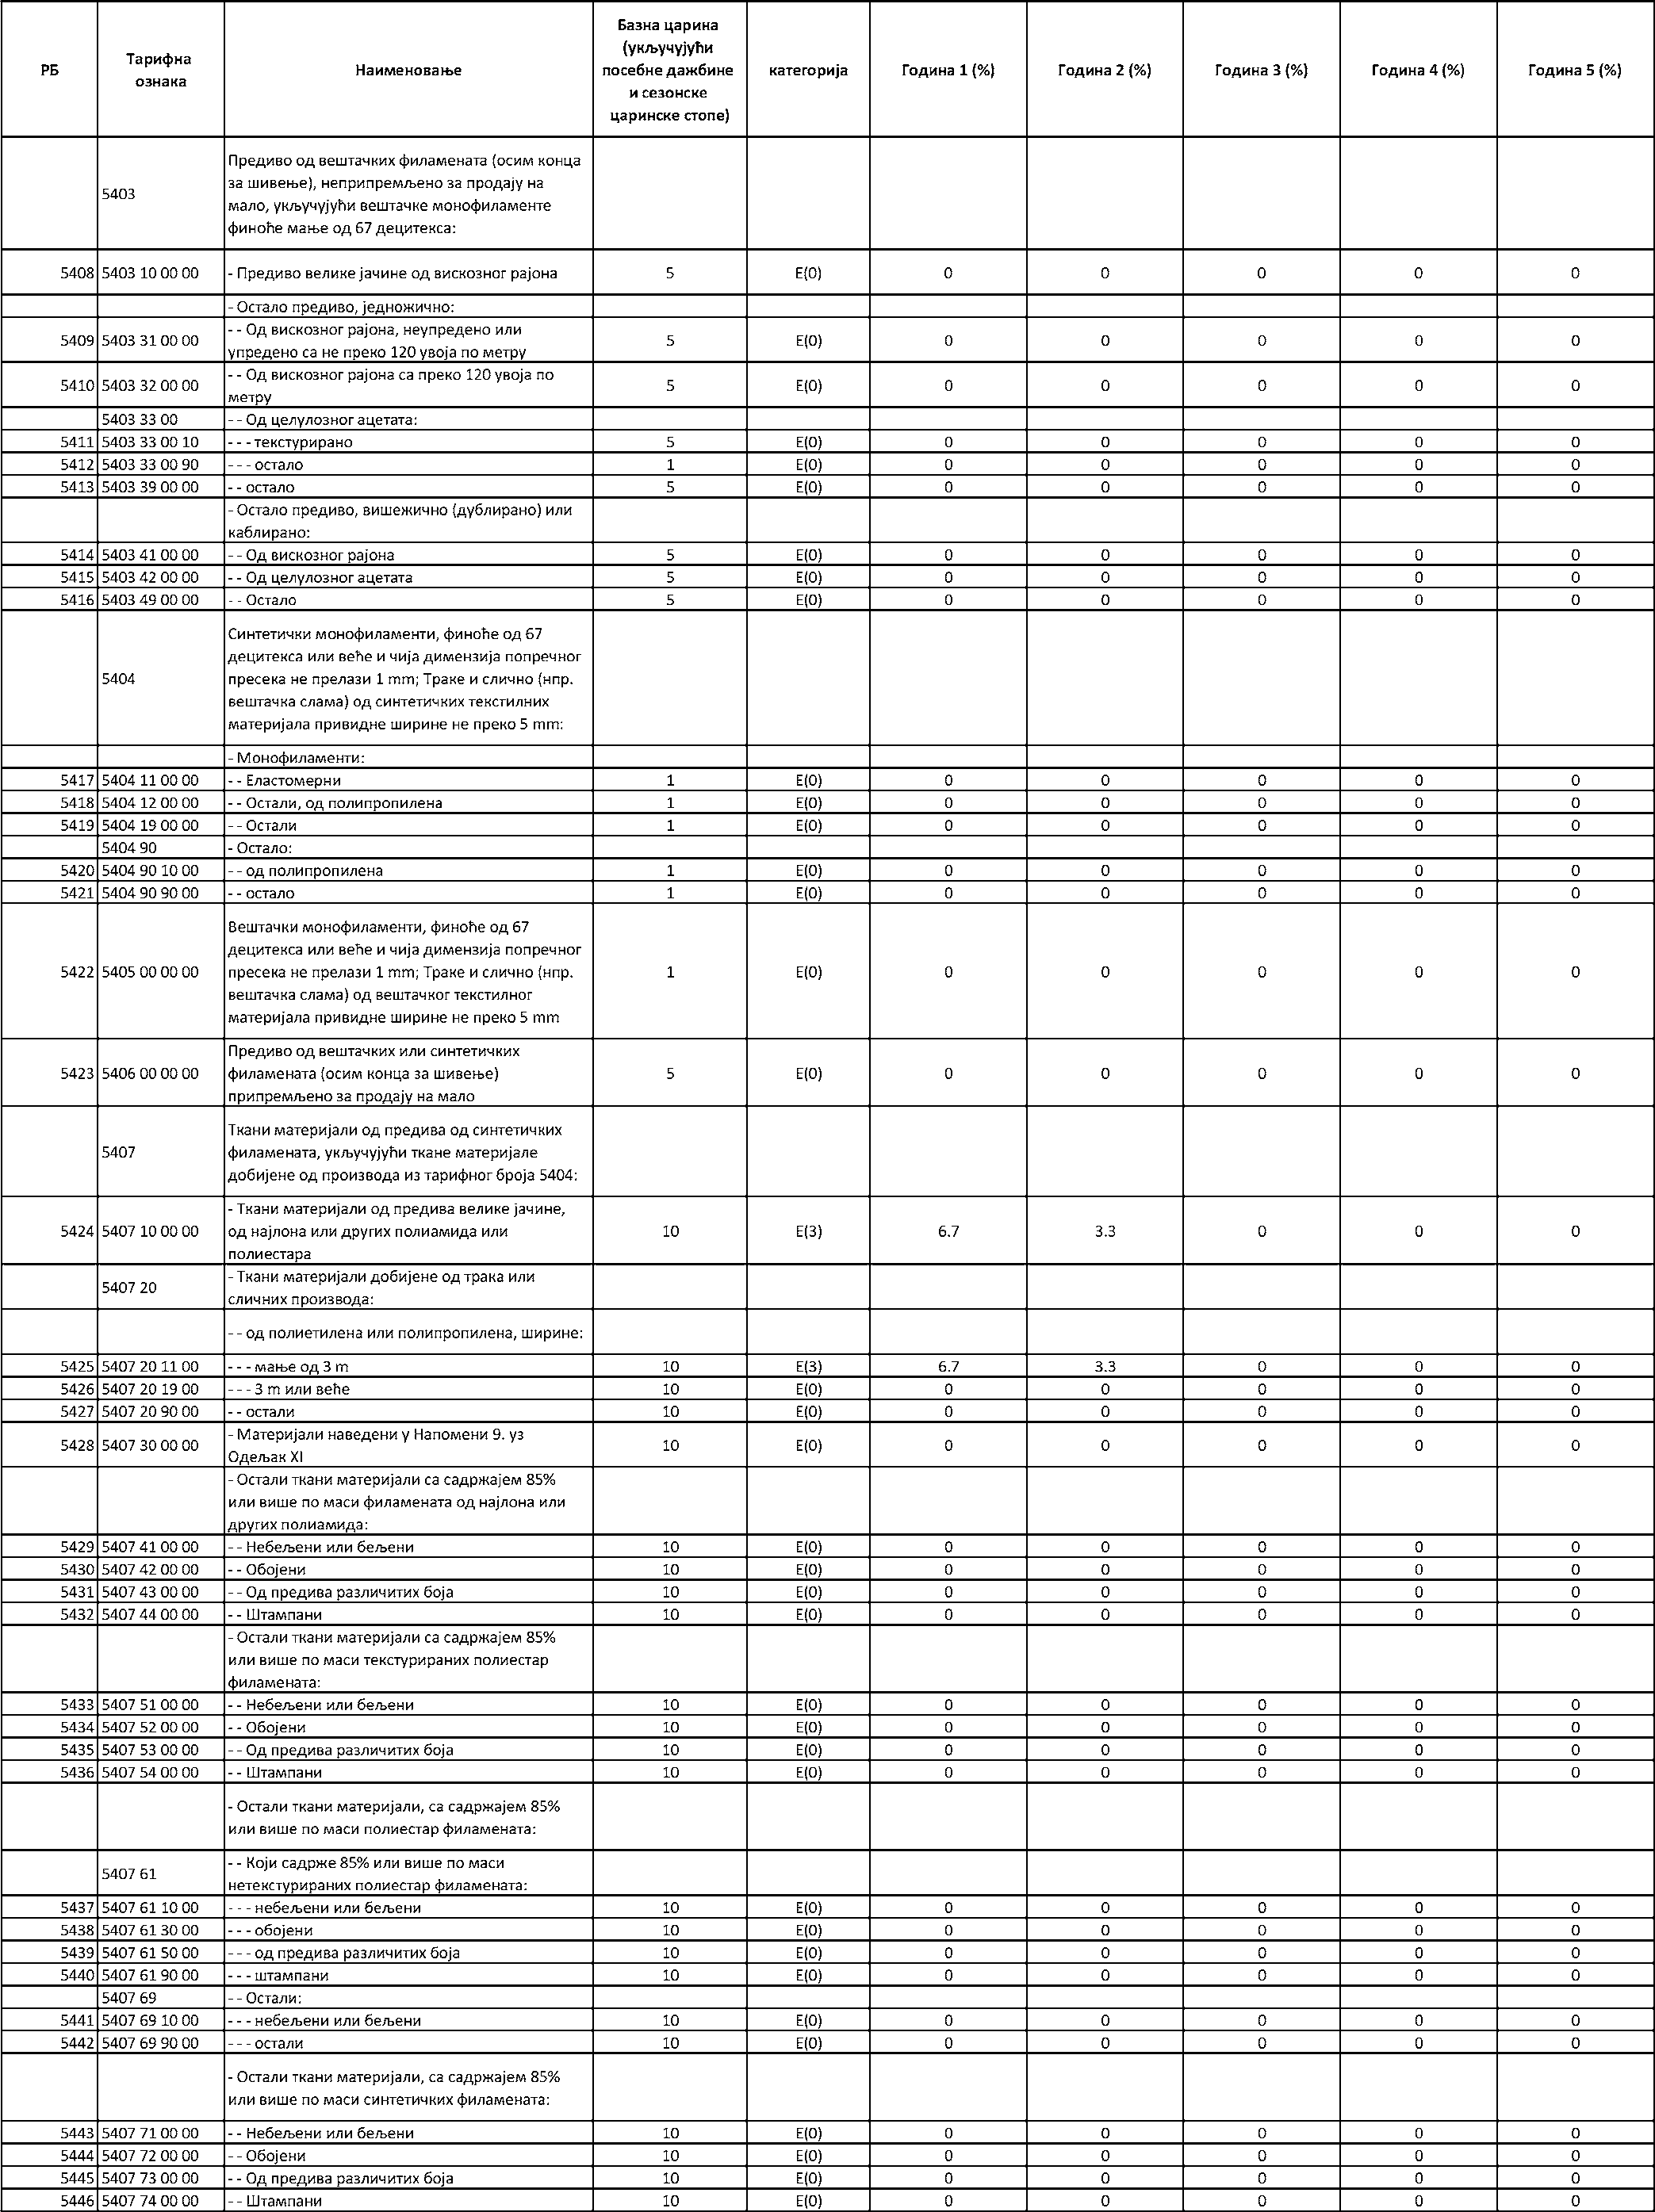 РБ Тарифна ознака Наименовање Базна царина (укључујући посебне дажбине и сезонске царинске стопе) категорија Година 1 (%) Година 2 (%) Година 3 (%) Година 4 (%) Година 5 (%)
5403 Предиво од вештачких филамената (осим конца
за шивење), неприпремљено за продају на
мало, укључујући вештачке монофиламенте
финоће мање од 67 децитекса:
5408 5403 10 00 00 - Предиво велике јачине од вискозног рајона 5 E(0) 0 0 0 0 0
- Остало предиво, једножично:
5409 5403 31 00 00 - - Од вискозног рајона, неупредено или
упредено са не преко 120 увоја по метру 5 E(0) 0 0 0 0 0
5410 5403 32 00 00 - - Од вискозног рајона са преко 120 увоја по
метру 5 E(0) 0 0 0 0 0
5403 33 00 - - Од целулозног ацетата:
5411 5403 33 00 10 - - - текстурирано 5 E(0) 0 0 0 0 0
5412 5403 33 00 90 - - - остало 1 E(0) 0 0 0 0 0
5413 5403 39 00 00 - - остало 5 E(0) 0 0 0 0 0
- Остало предиво, вишежично (дублирано) или
каблирано:
5414 5403 41 00 00 - - Од вискозног рајона 5 E(0) 0 0 0 0 0
5415 5403 42 00 00 - - Од целулозног ацетата 5 E(0) 0 0 0 0 0
5416 5403 49 00 00 - - Остало 5 E(0) 0 0 0 0 0
5404 Синтетички монофиламенти, финоће од 67
децитекса или веће и чија димензија попречног
пресека не прелази 1 mm; Траке и слично (нпр.
вештачка слама) од синтетичких текстилних
материјала привидне ширине не преко 5 mm:
- Монофиламенти:
5417 5404 11 00 00 - - Еластомерни 1 E(0) 0 0 0 0 0
5418 5404 12 00 00 - - Остали, од полипропилена 1 E(0) 0 0 0 0 0
5419 5404 19 00 00 - - Остали 1 E(0) 0 0 0 0 0
5404 90 - Остало:
5420 5404 90 10 00 - - од полипропилена 1 E(0) 0 0 0 0 0
5421 5404 90 90 00 - - остало 1 E(0) 0 0 0 0 0
5422 5405 00 00 00 Вештачки монофиламенти, финоће од 67
децитекса или веће и чија димензија попречног
пресека не прелази 1 mm; Траке и слично (нпр.
вештачка слама) од вештачког текстилног
материјала привидне ширине не преко 5 mm 1 E(0) 0 0 0 0 0
5423 5406 00 00 00 Предиво од вештачких или синтетичких
филамената (осим конца за шивење)
припремљено за продају на мало 5 E(0) 0 0 0 0 0
5407 Ткани материјали од предива од синтетичких
филамената, укључујући ткане материјале
добијене од производа из тарифног броја 5404:
5424 5407 10 00 00 - Ткани материјали од предива велике јачине,
од најлона или других полиамида или
полиестара 10 E(3) 6.7 3.3 0 0 0
5407 20 - Ткани материјали добијене од трака или
сличних производа:
- - од полиетилена или полипропилена, ширине:
5425 5407 20 11 00 - - - мање од 3 m 10 E(3) 6.7 3.3 0 0 0
5426 5407 20 19 00 - - - 3 m или веће 10 E(0) 0 0 0 0 0
5427 5407 20 90 00 - - остали 10 E(0) 0 0 0 0 0
5428 5407 30 00 00 - Материјали наведени у Напомени 9. уз
Одељак XI 10 E(0) 0 0 0 0 0
- Остали ткани материјали са садржајем 85%
или више по маси филамената од најлона или
других полиамида:
5429 5407 41 00 00 - - Небељени или бељени 10 E(0) 0 0 0 0 0
5430 5407 42 00 00 - - Обојени 10 E(0) 0 0 0 0 0
5431 5407 43 00 00 - - Од предива различитих боја 10 E(0) 0 0 0 0 0
5432 5407 44 00 00 - - Штампани 10 E(0) 0 0 0 0 0
- Остали ткани материјали са садржајем 85%
или више по маси текстурираних полиестар
филамената:
5433 5407 51 00 00 - - Небељени или бељени 10 E(0) 0 0 0 0 0
5434 5407 52 00 00 - - Обојени 10 E(0) 0 0 0 0 0
5435 5407 53 00 00 - - Од предива различитих боја 10 E(0) 0 0 0 0 0
5436 5407 54 00 00 - - Штампани 10 E(0) 0 0 0 0 0
- Остали ткани материјали, са садржајем 85%
или више по маси полиестар филамената:
5407 61 - - Који садрже 85% или више по маси
нетекстурираних полиестар филамената:
5437 5407 61 10 00 - - - небељени или бељени 10 E(0) 0 0 0 0 0
5438 5407 61 30 00 - - - обојени 10 E(0) 0 0 0 0 0
5439 5407 61 50 00 - - - од предива различитих боја 10 E(0) 0 0 0 0 0
5440 5407 61 90 00 - - - штампани 10 E(0) 0 0 0 0 0
5407 69 - - Остали:
5441 5407 69 10 00 - - - небељени или бељени 10 E(0) 0 0 0 0 0
5442 5407 69 90 00 - - - остали 10 E(0) 0 0 0 0 0
- Остали ткани материјали, са садржајем 85%
или више по маси синтетичких филамената:
5443 5407 71 00 00 - - Небељени или бељени 10 E(0) 0 0 0 0 0
5444 5407 72 00 00 - - Обојени 10 E(0) 0 0 0 0 0
5445 5407 73 00 00 - - Од предива различитих боја 10 E(0) 0 0 0 0 0
5446 5407 74 00 00 - - Штампани 10 E(0) 0 0 0 0 0